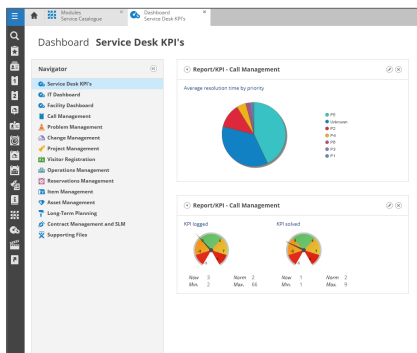 Modules
Service Catalogue
Dashboard
Service Desk KPI's
Dashboard Service Desk KPI's
Navigator
Service Desk KPI's
IT Dashboard
Facility Dashboard
Call Management
Problem Management
Change Management
Project Management
Visitor Registration
Operations Management
Reservations Management
Item Management
Asset Management
Long-Term Planning
Contract Management and SLM
Supporting Files
Report/KPI - Call Management
Average resolution time by priority
P5
Unknown
P2
P4
P6
P3
P1
Report/KPI - Call Management
KPI logged
KPI solved
Now 3 Norm 2
Min. 2 Max. 66
Now 1 Norm 2
Min. 1 Max. 9